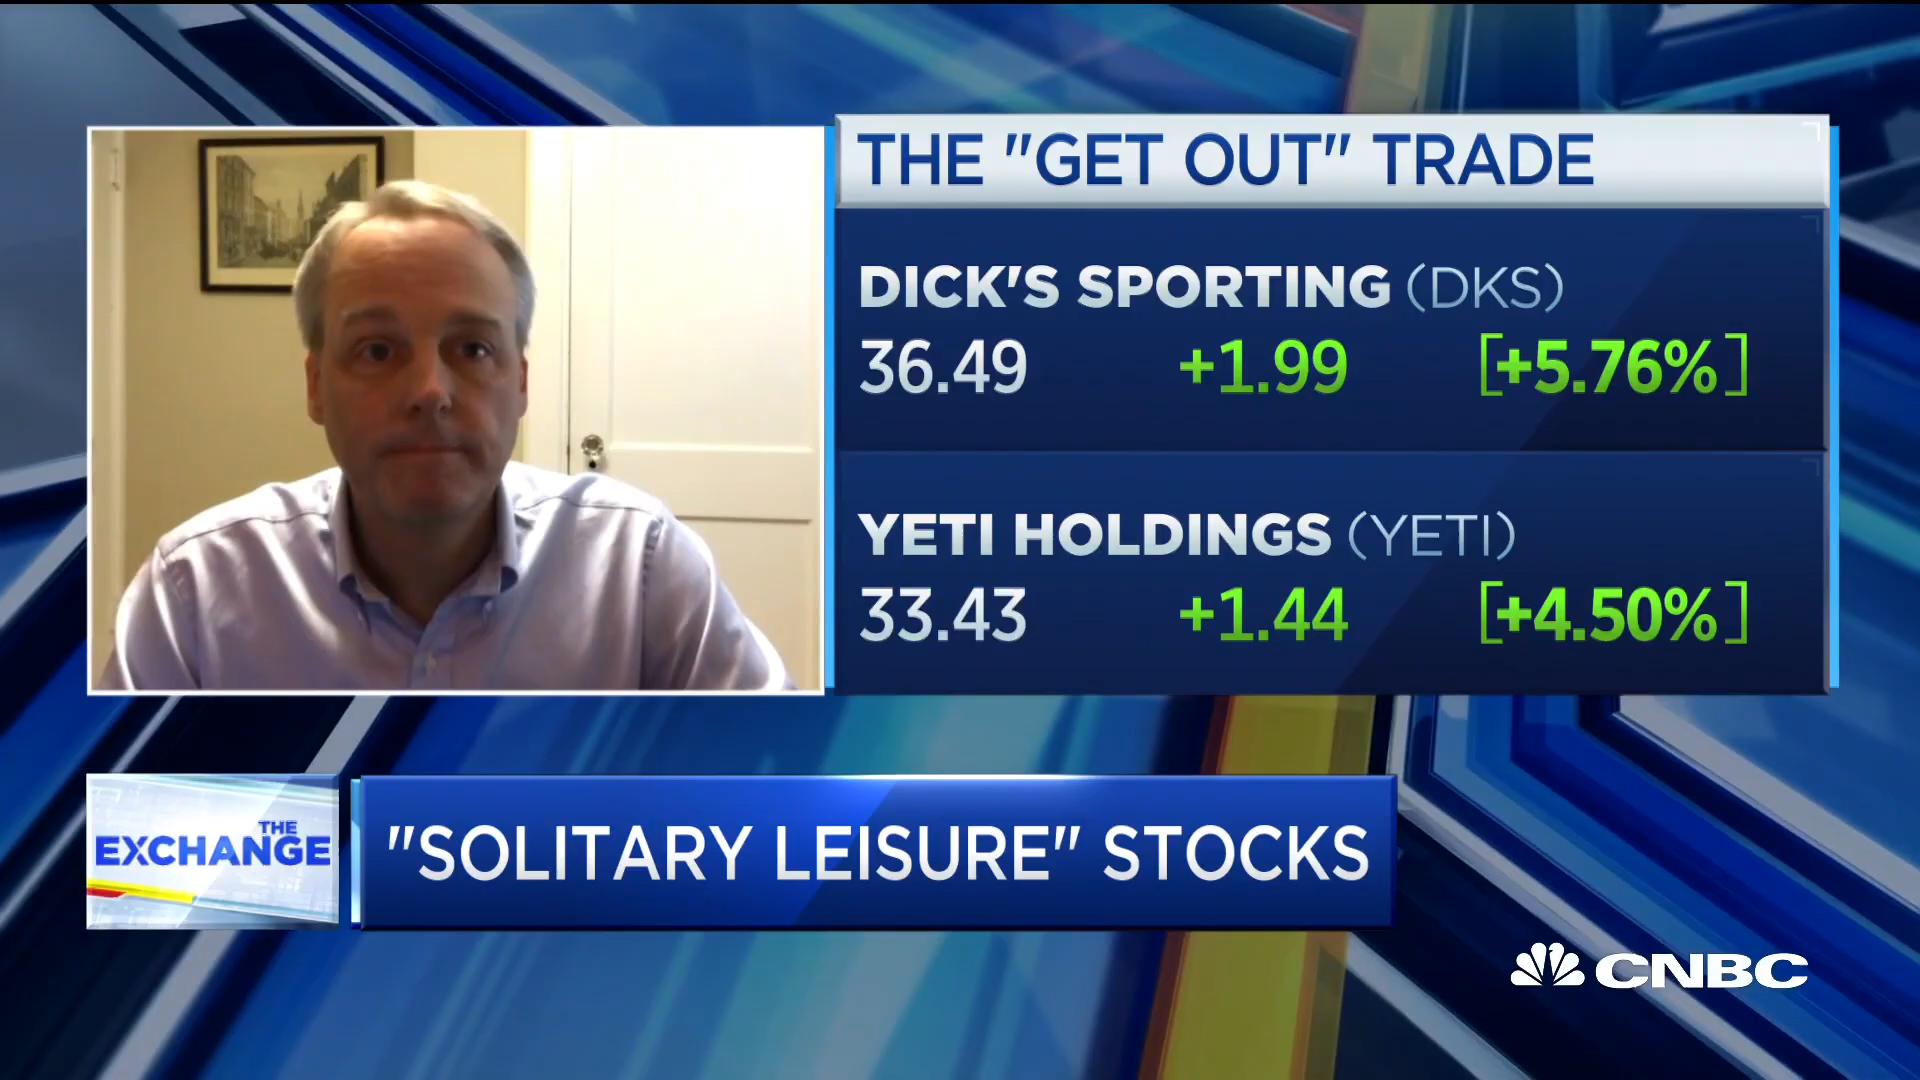 THE "GET OUT" TRADE
DICK'S SPORTING (DKS)
36.49 +1.99 [+5.76%]
YETI HOLDINGS (YETI)
33.43 +1.44 [+4.50%]
THE
EXCHANGE
"SOLITARY LEISURE" STOCKS
CNBC